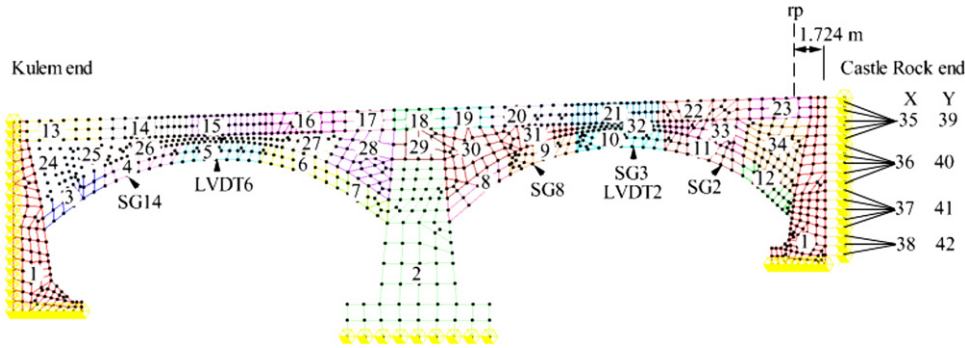 rp
1.724 m
Kulem end
Castle Rock end
X Y
13 14 15 16 17 18 19 20 21 22 23
35 39
24 25 26 27 28 29 30 31 32 33 34
36 40
3 4 5 6 7 8 9 10 11 12
SG14 LVDT6 SG8 SG3 SG2
LVDT2
37 41
38 42
1 2 1